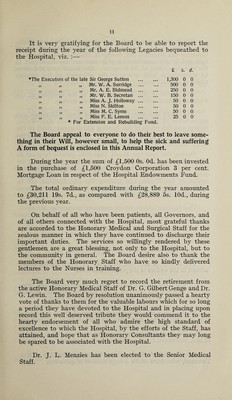 11
It is very gratifying for the Board to be able to report the
receipt during the year of the following Legacies bequeathed to
the Hospital, viz. :—
£ s. d.
*The Executors of the late Sir George Sutton ... ... 1,500 0 0
„ „ „ Mr. W. A. Surridge ... ... 500 0 0
„ „ „ Mr. A. E. Eldstead ... ... 250 0 0
„ „ „ Mr. W. B. Secretan ... ... 150 0 0
„ „ „ Miss A. J. Holloway ... ... 50 0 0
„ „ „ Miss N. Skilton ... ... 50 0 0
„ „ „ Miss M. C. Syms ... ... 50 0 0
„ „ „ Miss F. E. Lemon ... ... 25 0 0
* For Extension and Rebuilding Fund.
The Board appeal to everyone to do their best to leave some-
thing in their Will, however small, to help the sick and suffering
A form of bequest is enclosed in this Annual Report.
During the year the sum of £1,500 0s. 0d. has been invested
in the purchase of £1,500 Croydon Corporation 3 per cent.
Mortgage Loan in respect of the Hospital Endowments Fund.
The total ordinary expenditure during the year amounted
to £30,211 19s. 7d., as compared with £28,889 5s. 10d., during
the previous year.
On behalf of all who have been patients, all Governors, and
of all others connected with the Hospital, most grateful thanks
are accorded to the Honorary Medical and Surgical Staff for the
zealous manner in which they have continued to discharge their
important duties. The services so willingly rendered by these
gentlemen are a great blessing, not only to the Hospital, but to
the community in general. The Board desire also to thank the
members of the Honorary Staff who have so kindly delivered
lectures to the Nurses in training.
The Board very much regret to record the retirement from
the active Honorary Medical Staff of Dr. G. Gilbert Genge and Dr.
G. Lewin. The Board by resolution unanimously passed a hearty
vote of thanks to them for the valuable labours which for so long
a period they have devoted to the Hospital and in placing upon
record this well deserved tribute they would commend it to the
hearty endorsement of all who admire the high standard of
excellence to which the Hospital, by the efforts of the Staff, has
attained, and hope that as Honorary Consultants they may long
be spared to be associated with the Hospital.
Dr. J. L. Menzies has been elected to the Senior Medical
Staff.